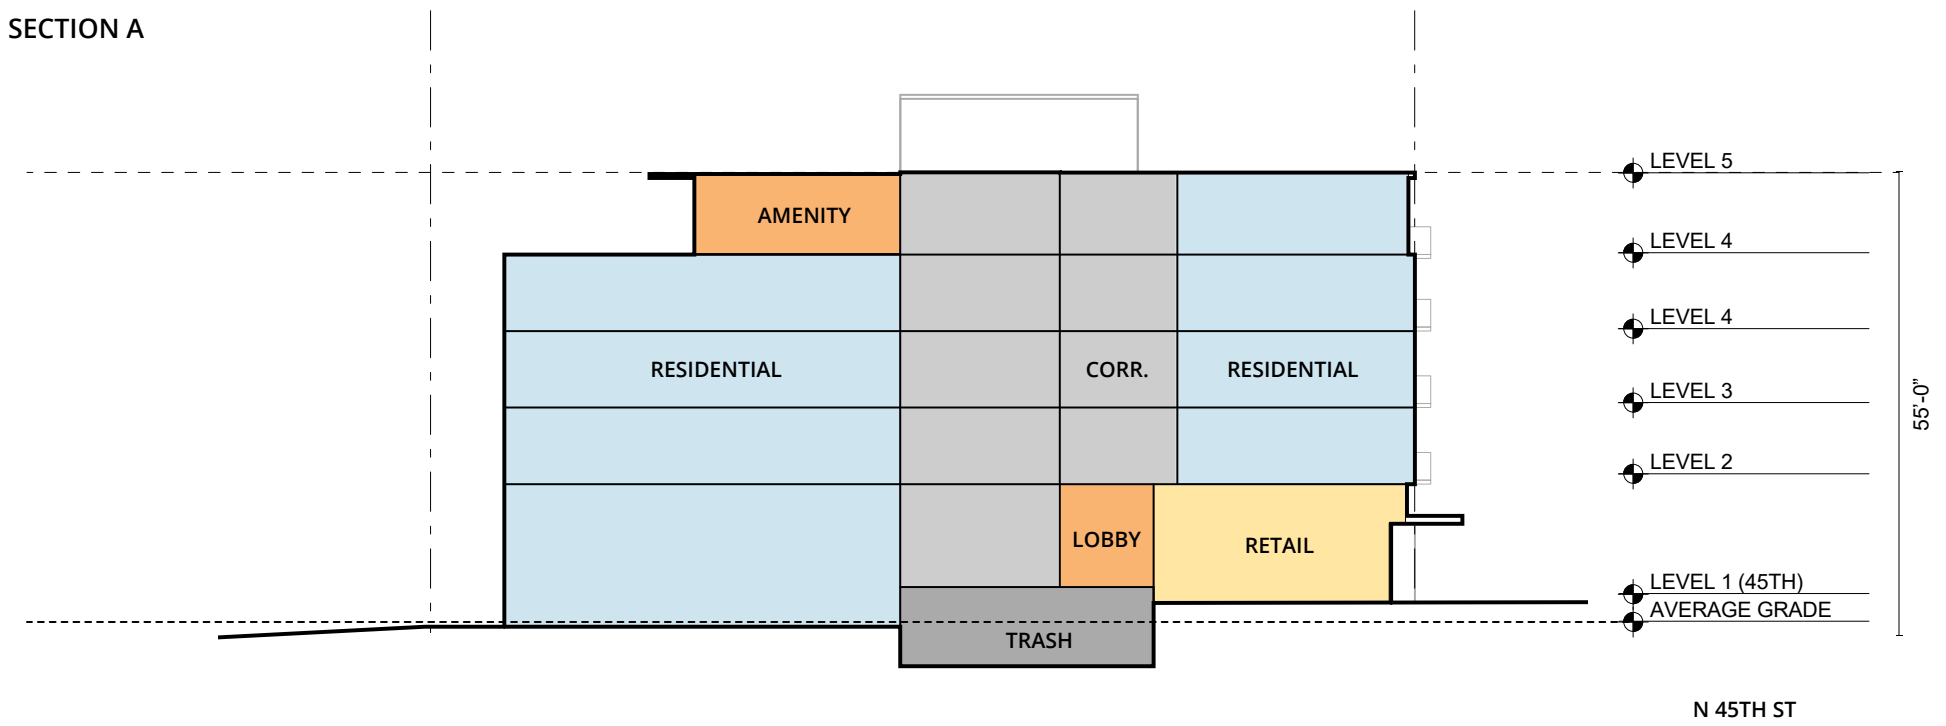 SECTION A
LEVEL 5
AMENITY
LEVEL 4
LEVEL 4
RESIDENTIAL
CORR.
RESIDENTIAL
LEVEL 3
55'-0”
LEVEL 2
LOBBY
RETAIL
LEVEL 1 (45TH)
AVERAGE GRADE
TRASH
N 45TH ST